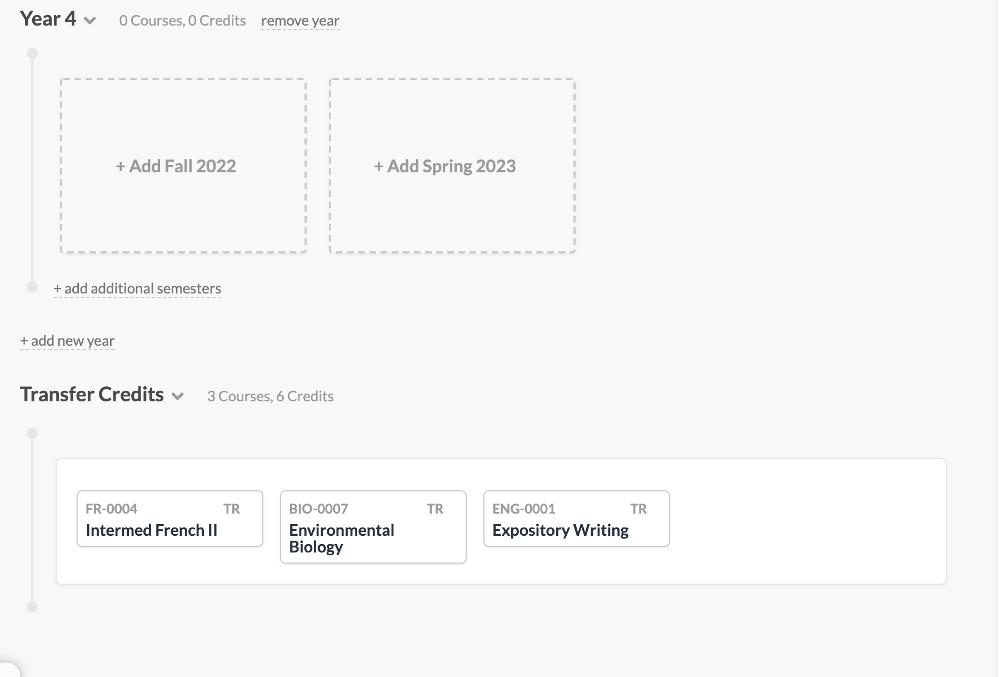 Year 4 0 Courses, 0 Credits remove year
+ Add Fall 2022 + Add Spring 2023
+ add additional semesters
+ add new year
Transfer Credits 3 Courses, 6 Credits
FR-0004 TR
Intermed French II
BIO-0007 TR
Environmental
Biology
ENG-0001 TR
Expository Writing